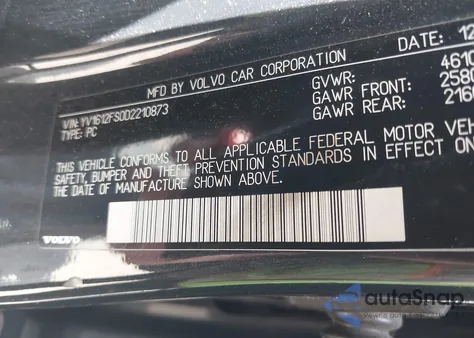 MFD BY VOLVO CAR CORPORATION
DATE: 12
VIN: YV1612FS0D2210873
TYPE: PC
GVWR: 4610
GAWR FRONT: 2580
GAWR REAR: 2160
THIS VEHICLE CONFORMS TO ALL APPLICABLE FEDERAL MOTOR VEH
SAFETY, BUMPER AND THEFT PREVENTION STANDARDS IN EFFECT ON
THE DATE OF MANUFACTURE SHOWN ABOVE.
VOLVO
autaSnap